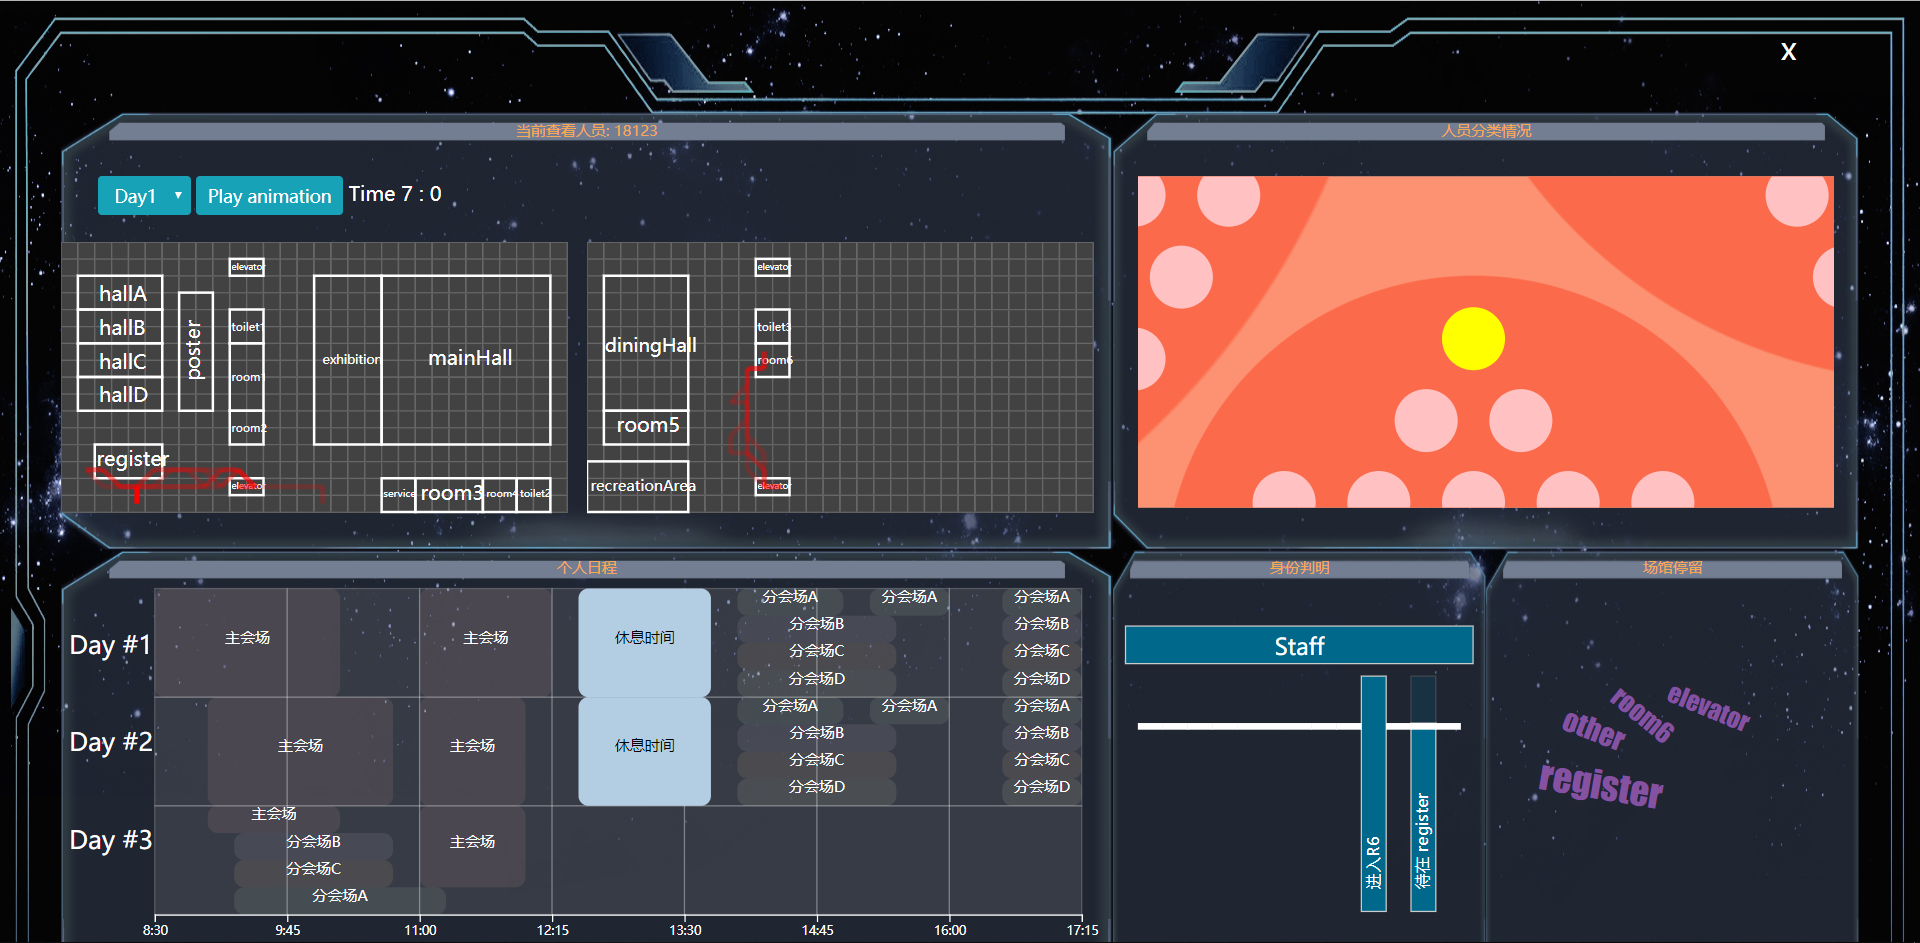 X
当前查看人员: 18123
人员分类情况
Day1
Play animation
Time 7 : 0
elevator
hallA
hallB
hallC
hallD
poster
toilet1
room1
room2
exhibition
mainHall
register
elevator
service
room3
room4
toilet2
elevator
diningHall
toilet3
room6
room5
recreationArea
elevator
个人日程
身份判明
场馆停留
Day #1
主会场
主会场
休息时间
分会场A
分会场A
分会场A
分会场B
分会场B
分会场C
分会场C
分会场D
分会场D
Day #2
主会场
主会场
休息时间
分会场A
分会场A
分会场A
分会场B
分会场B
分会场C
分会场C
分会场D
分会场D
Day #3
主会场
分会场B
主会场
分会场C
分会场A
8:30
9:45
11:00
12:15
13:30
14:45
16:00
17:15
Staff
进入R6
待在 register
elevator
room6
other
register